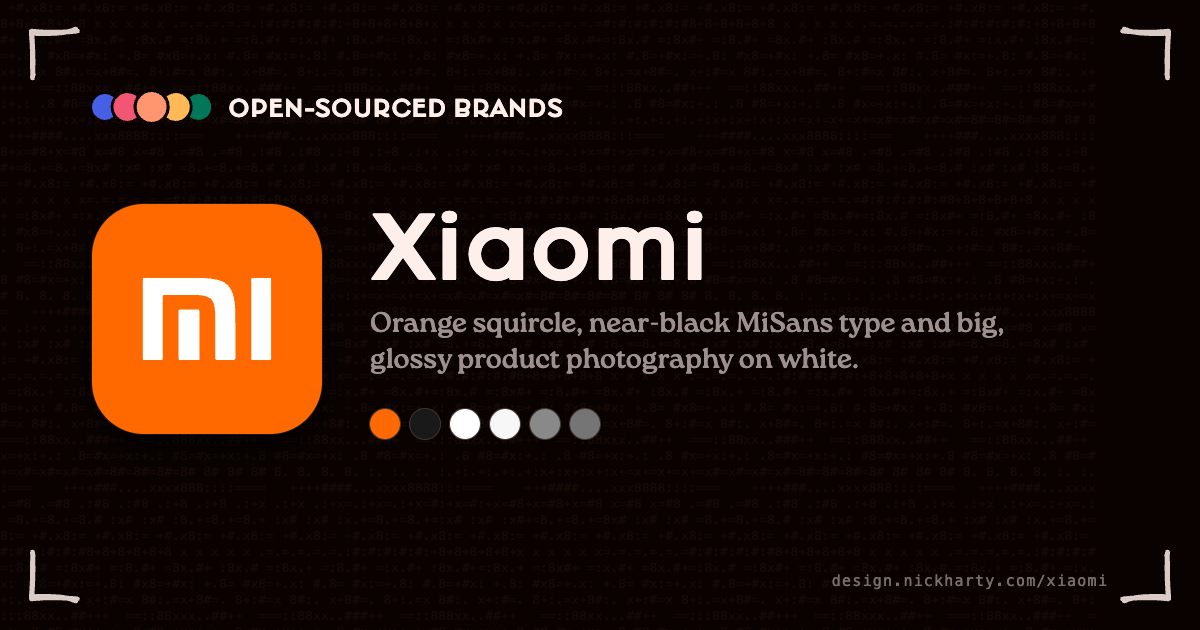 OPEN-SOURCED BRANDS
mi
Xiaomi
Orange squircle, near-black MiSans type and big,
glossy product photography on white.
design.nickharty.com/xiaomi